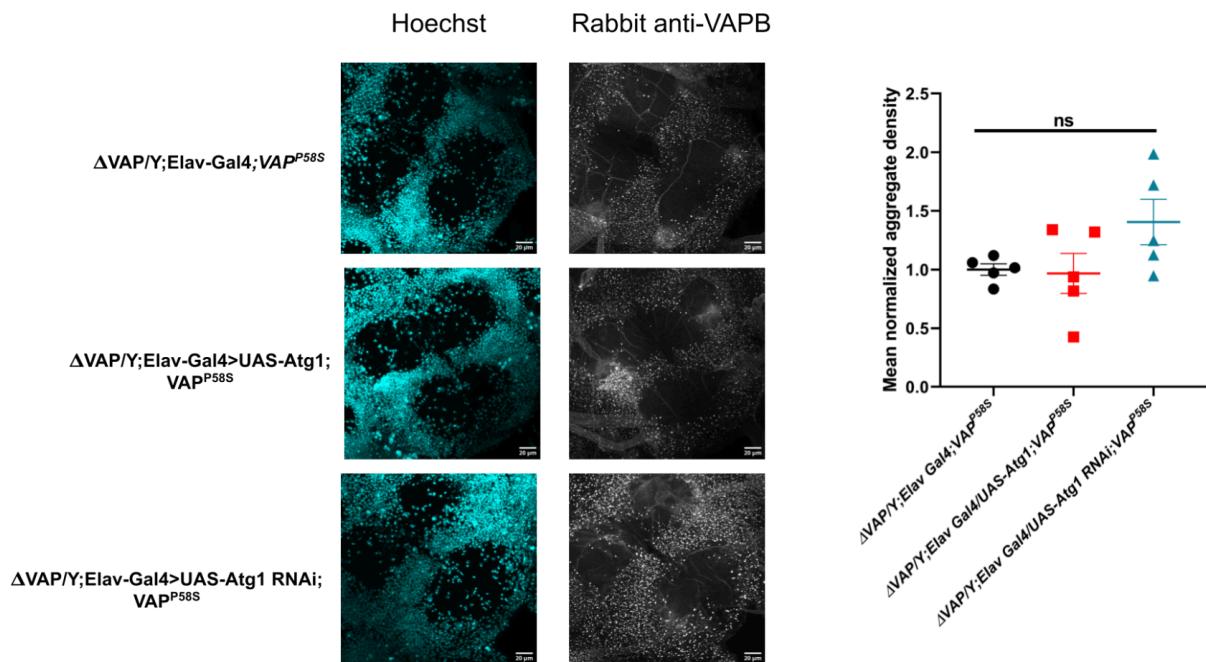 Hoechst Rabbit anti-VAPB
ΔVAP/Y;Elav-Gal4;VAP^P58S
20 µm 20 µm
ΔVAP/Y;Elav-Gal4>UAS-Atg1;
VAP^P58S
20 µm 20 µm
ΔVAP/Y;Elav-Gal4>UAS-Atg1 RNAi;
VAP^P58S
20 µm 20 µm
Mean normalized aggregate density
2.5
2.0
1.5
1.0
0.5
0.0
ns
ΔVAP/Y;Elav Gal4;VAP^P58S
ΔVAP/Y;Elav Gal4/UAS-Atg1;VAP^P58S
ΔVAP/Y;Elav Gal4/UAS-Atg1 RNAi;VAP^P58S